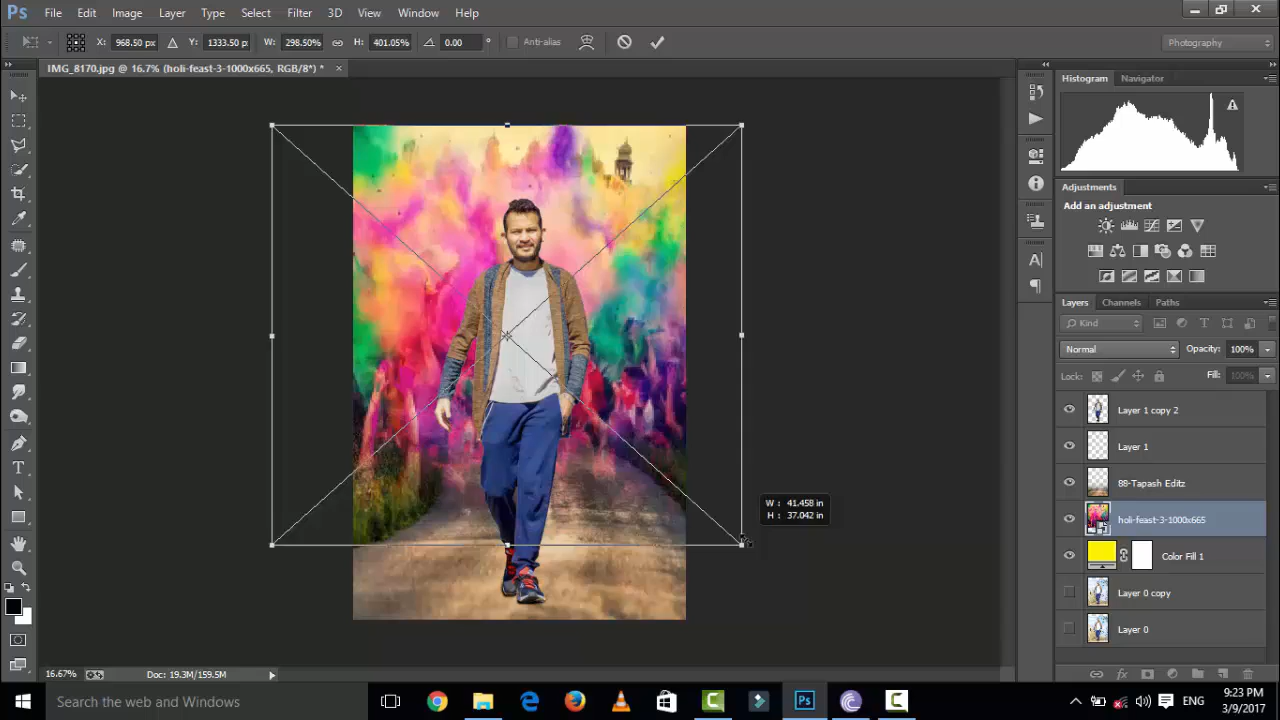 Ps File Edit Image Layer Type Select Filter 3D View Window Help
X: 968.50 px Y: 1333.50 px W: 298.50% H: 401.05% 0.00 ° Anti-alias Photography
IMG_8170.jpg @ 16.7% (holi-feast-3-1000x665, RGB/8*) * ×
Histogram Navigator
Adjustments
Add an adjustment
Layers Channels Paths
Kind
Normal Opacity: 100%
Lock: Fill: 100%
Layer 1 copy 2
Layer 1
88-Tapash Editz
holi-feast-3-1000x665
Color Fill 1
Layer 0 copy
Layer 0
W : 41.458 in
H : 37.042 in
16.67% Doc: 19.3M/159.5M
Search the web and Windows
Ps
ENG
9:23 PM
3/9/2017